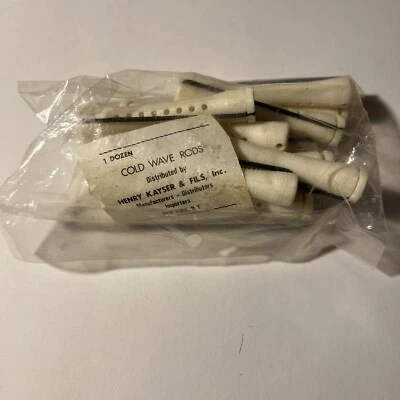 1 DOZEN
COLD WAVE RODS
Distributed by
HENRY KAYSER & FILS, Inc.
Manufacturers - Distributors
Importers
N. Y.